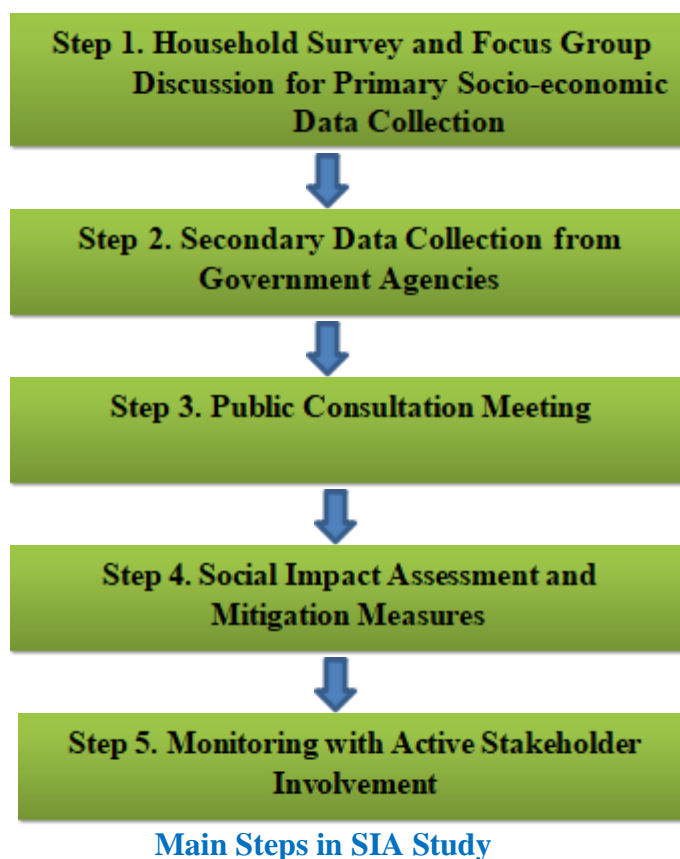 Step 1. Household Survey and Focus Group
Discussion for Primary Socio-economic
Data Collection
Step 2. Secondary Data Collection from
Government Agencies
Step 3. Public Consultation Meeting
Step 4. Social Impact Assessment and
Mitigation Measures
Step 5. Monitoring with Active Stakeholder
Involvement
Main Steps in SIA Study